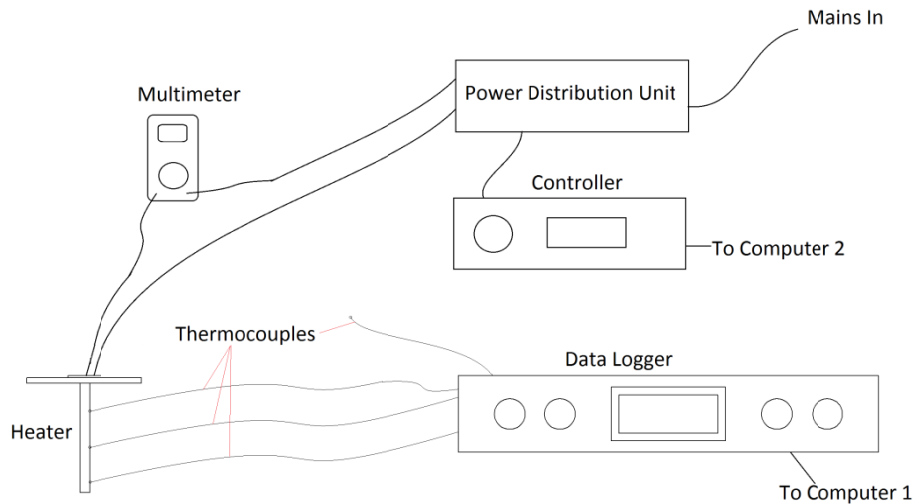 Mains In
Multimeter
Power Distribution Unit
Controller
To Computer 2
Thermocouples
Data Logger
Heater
To Computer 1